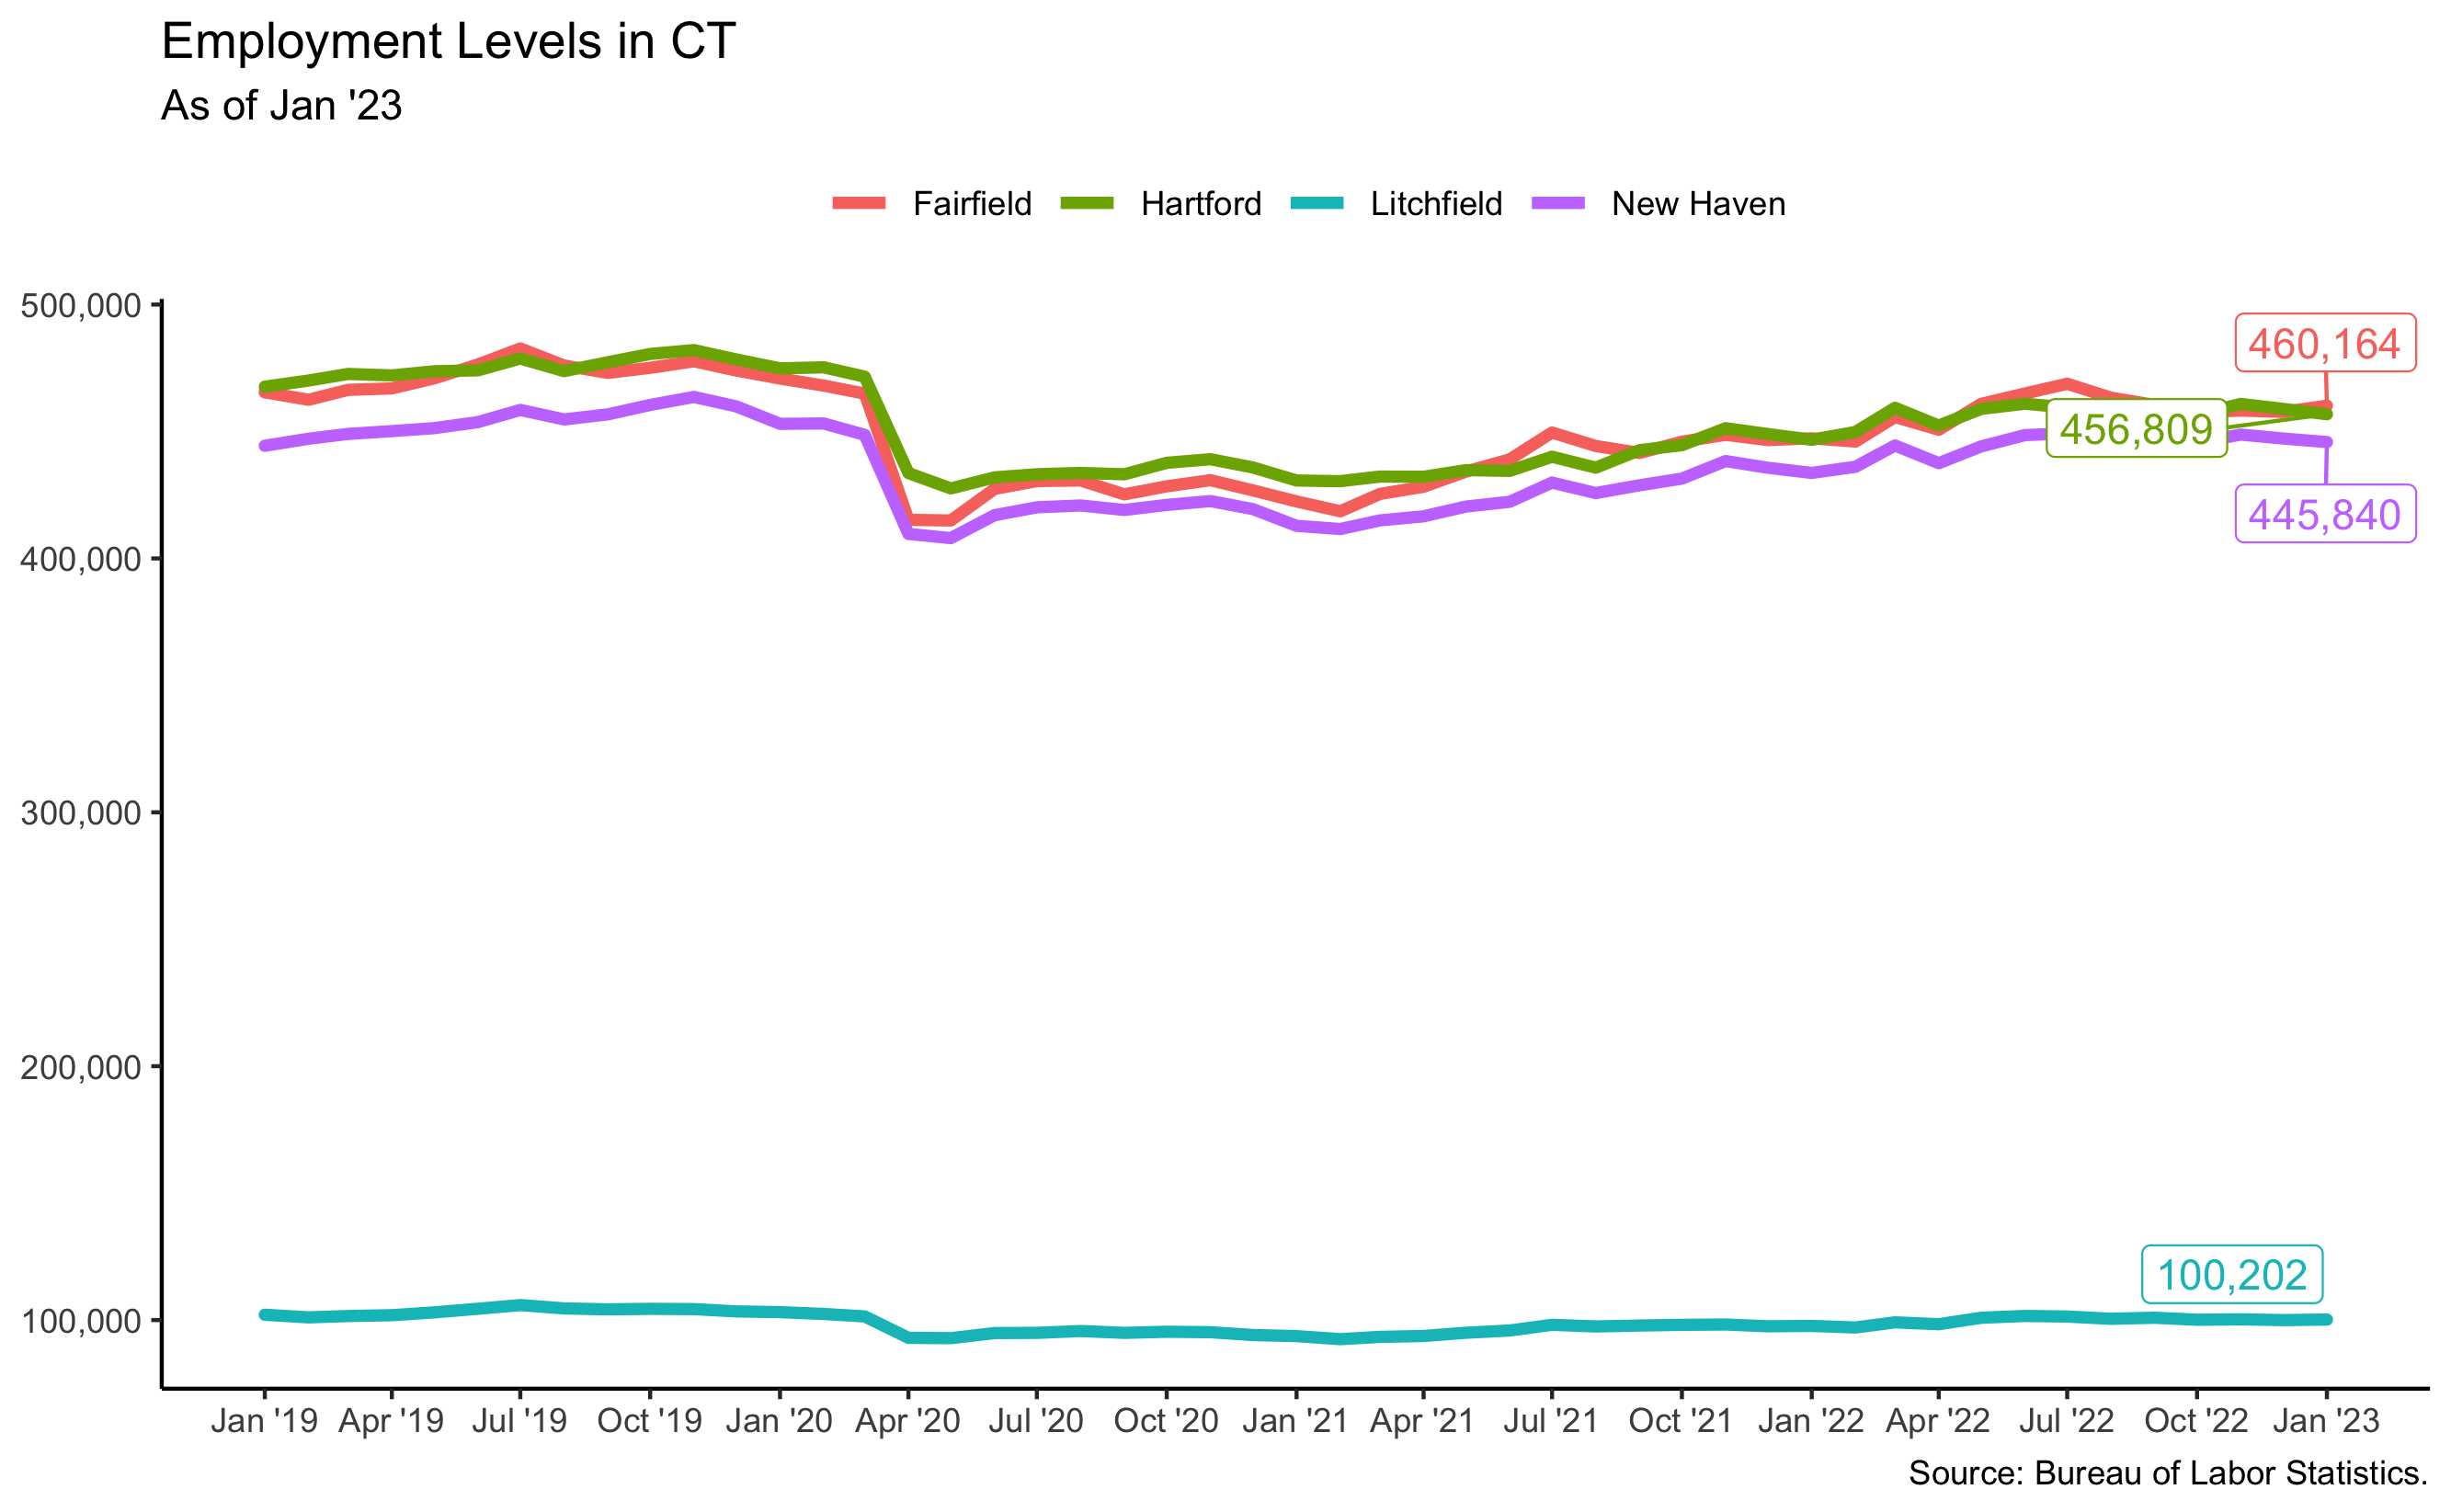 Employment Levels in CT
As of Jan '23
Fairfield Hartford Litchfield New Haven
500,000
400,000
300,000
200,000
100,000
460,164
456,809
445,840
100,202
Jan '19 Apr '19 Jul '19 Oct '19 Jan '20 Apr '20 Jul '20 Oct '20 Jan '21 Apr '21 Jul '21 Oct '21 Jan '22 Apr '22 Jul '22 Oct '22 Jan '23
Source: Bureau of Labor Statistics.